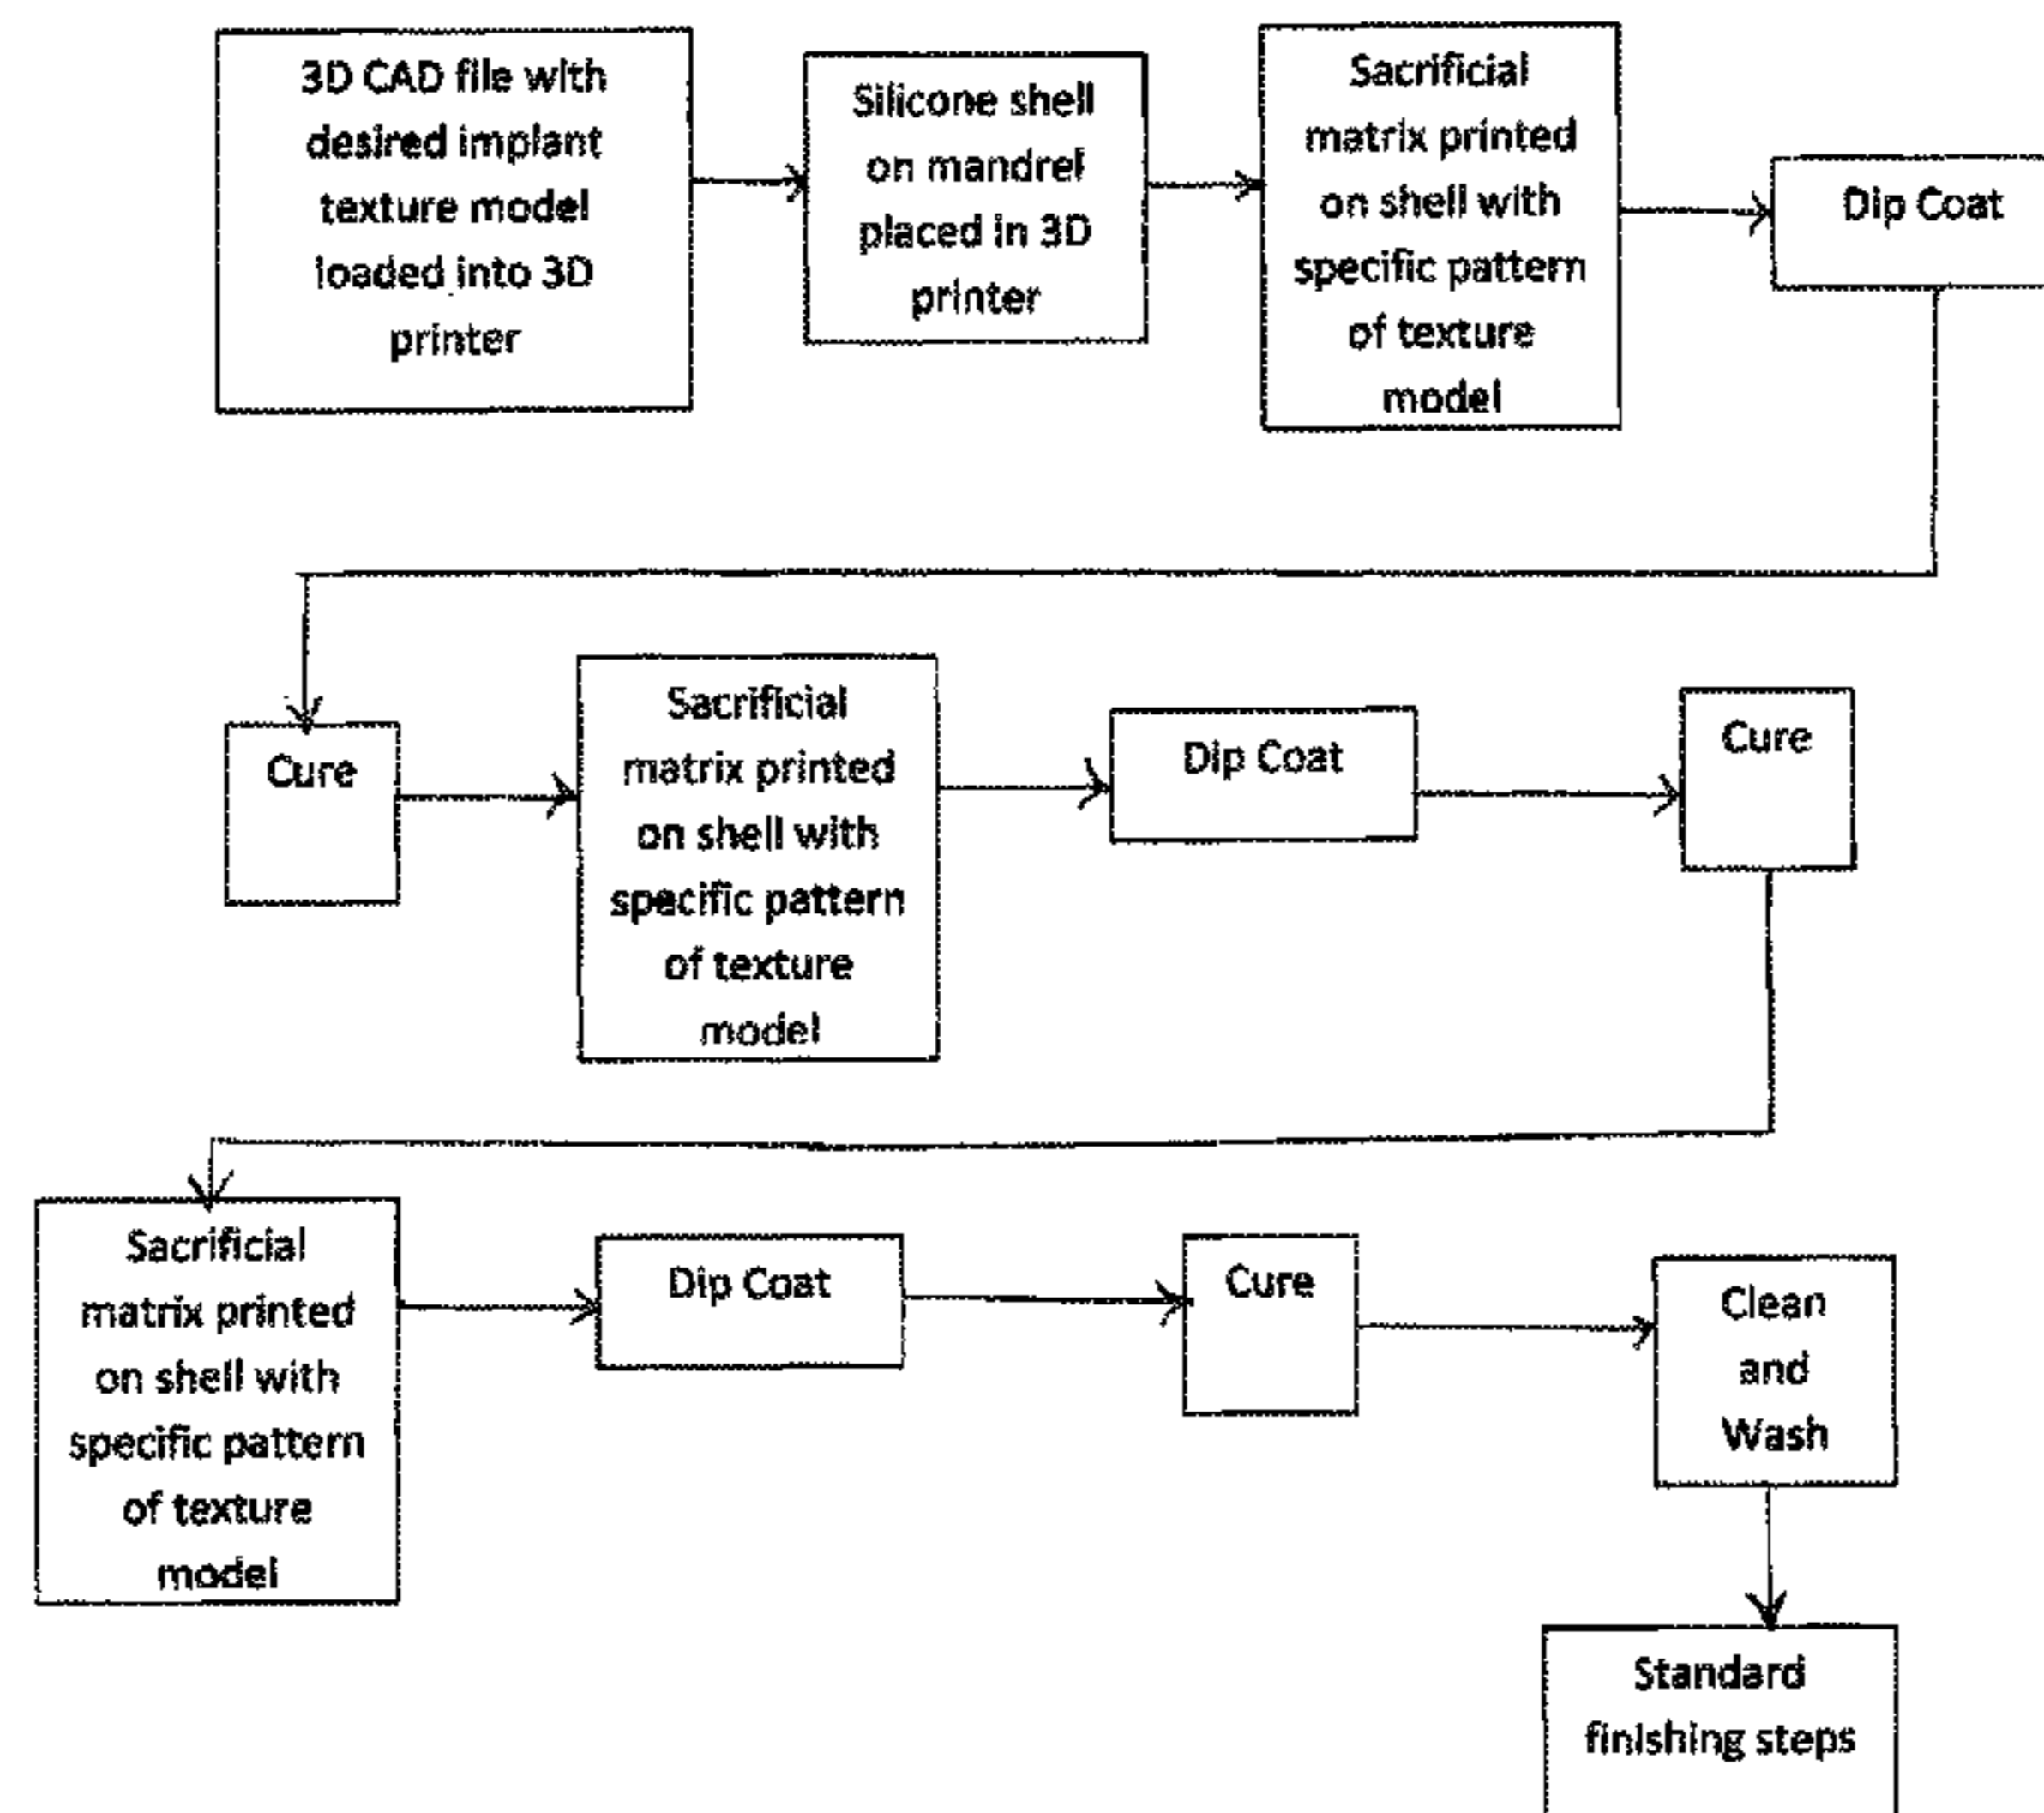 3D CAD file with
desired implant
texture model
loaded into 3D
printer
Silicone shell
on mandrel
placed in 3D
printer
Sacrificial
matrix printed
on shell with
specific pattern
of texture
model
Dip Coat
Cure
Sacrificial
matrix printed
on shell with
specific pattern
of texture
model
Dip Coat
Cure
Sacrificial
matrix printed
on shell with
specific pattern
of texture
model
Dip Coat
Cure
Clean
and
Wash
Standard
finishing steps